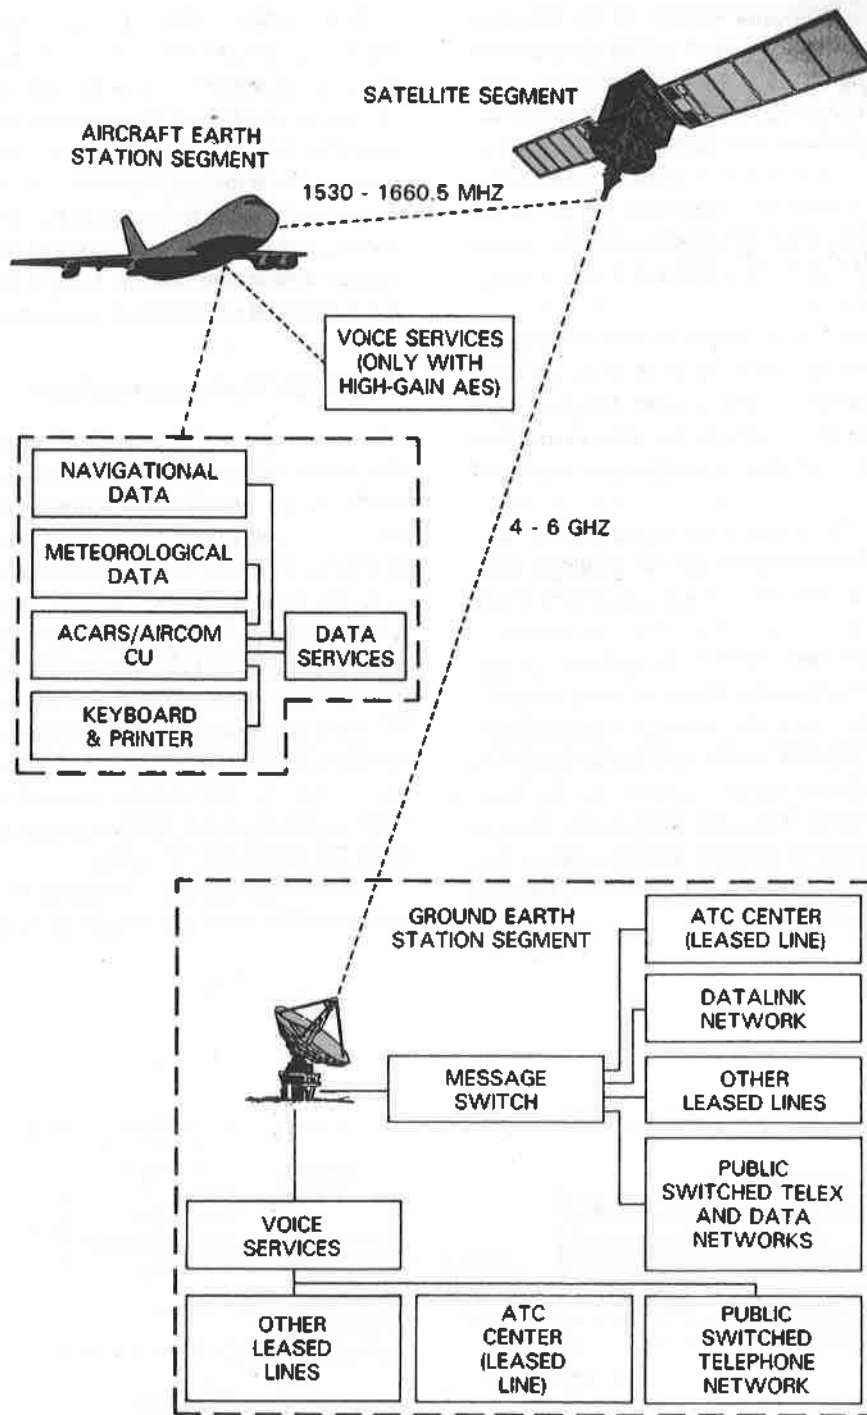 SATELLITE SEGMENT
AIRCRAFT EARTH
STATION SEGMENT
1530 - 1660.5 MHZ
VOICE SERVICES
(ONLY WITH
HIGH-GAIN AES)
NAVIGATIONAL
DATA
METEOROLOGICAL
DATA
ACARS/AIRCOM
CU
KEYBOARD
& PRINTER
DATA
SERVICES
4 - 6 GHZ
GROUND EARTH
STATION SEGMENT
ATC CENTER
(LEASED LINE)
DATALINK
NETWORK
MESSAGE
SWITCH
OTHER
LEASED LINES
PUBLIC
SWITCHED TELEX
AND DATA
NETWORKS
VOICE
SERVICES
OTHER
LEASED
LINES
ATC
CENTER
(LEASED
LINE)
PUBLIC
SWITCHED
TELEPHONE
NETWORK